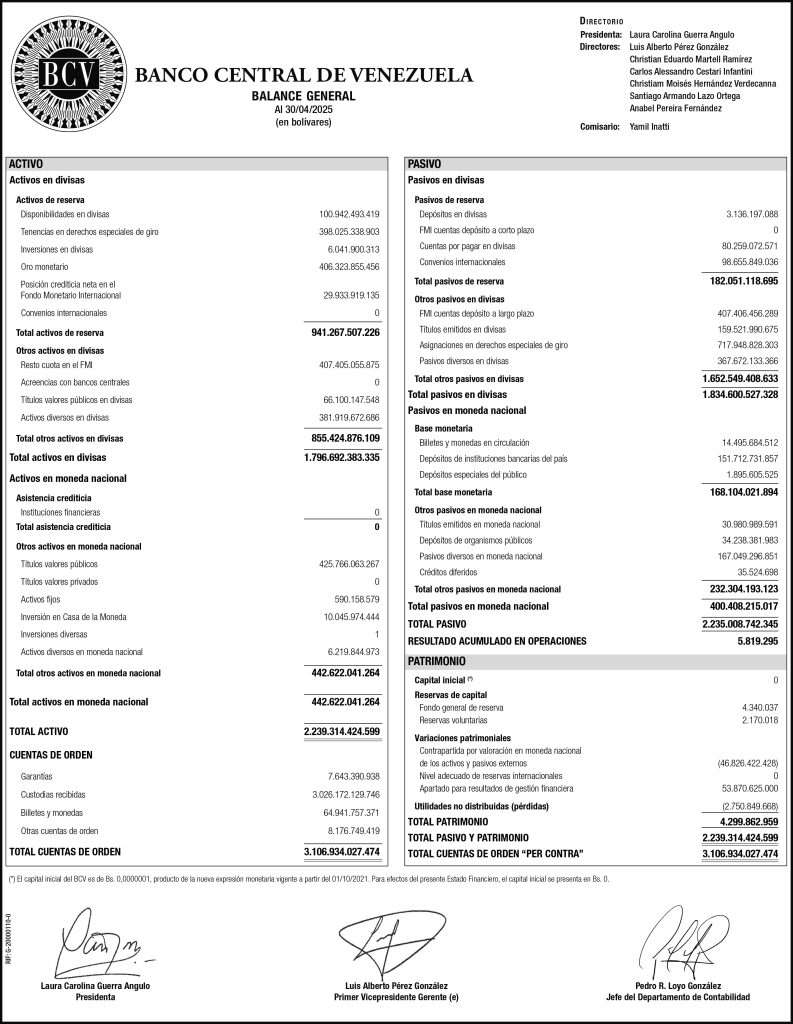 DIRECTORIO
Presidenta: Laura Carolina Guerra Angulo
Directores: Luis Alberto Pérez González
Christian Eduardo Martell Ramírez
Carlos Alessandro Cestari Infantini
Christiam Moisés Hernández Verdecanna
Santiago Armando Lazo Ortega
Anabel Pereira Fernández
Comisario: Yamil Inatti
BCV
BANCO CENTRAL DE VENEZUELA
BALANCE GENERAL
Al 30/04/2025
(en bolívares)
ACTIVO
Activos en divisas
Activos de reserva
Disponibilidades en divisas 100.942.493.419
Tenencias en derechos especiales de giro 398.025.338.903
Inversiones en divisas 6.041.900.313
Oro monetario 406.323.855.456
Posición crediticia neta en el
Fondo Monetario Internacional 29.933.919.135
Convenios internacionales 0
Total activos de reserva 941.267.507.226
Otros activos en divisas
Resto cuota en el FMI 407.405.055.875
Acreencias con bancos centrales 0
Títulos valores públicos en divisas 66.100.147.548
Activos diversos en divisas 381.919.672.686
Total otros activos en divisas 855.424.876.109
Total activos en divisas 1.796.692.383.335
Activos en moneda nacional
Asistencia crediticia
Instituciones financieras 0
Total asistencia crediticia 0
Otros activos en moneda nacional
Títulos valores públicos 425.766.063.267
Títulos valores privados 0
Activos fijos 590.158.579
Inversión en Casa de la Moneda 10.045.974.444
Inversiones diversas 1
Activos diversos en moneda nacional 6.219.844.973
Total otros activos en moneda nacional 442.622.041.264
Total activos en moneda nacional 442.622.041.264
TOTAL ACTIVO 2.239.314.424.599
CUENTAS DE ORDEN
Garantías 7.643.390.938
Custodias recibidas 3.026.172.129.746
Billetes y monedas 64.941.757.371
Otras cuentas de orden 8.176.749.419
TOTAL CUENTAS DE ORDEN 3.106.934.027.474
PASIVO
Pasivos en divisas
Pasivos de reserva
Depósitos en divisas 3.136.197.088
FMI cuentas depósito a corto plazo 0
Cuentas por pagar en divisas 80.259.072.571
Convenios internacionales 98.655.849.036
Total pasivos de reserva 182.051.118.695
Otros pasivos en divisas
FMI cuentas depósito a largo plazo 407.406.456.289
Títulos emitidos en divisas 159.521.990.675
Asignaciones en derechos especiales de giro 717.948.828.303
Pasivos diversos en divisas 367.672.133.366
Total otros pasivos en divisas 1.652.549.408.633
Total pasivos en divisas 1.834.600.527.328
Pasivos en moneda nacional
Base monetaria
Billetes y monedas en circulación 14.495.684.512
Depósitos de instituciones bancarias del país 151.712.731.857
Depósitos especiales del público 1.895.605.525
Total base monetaria 168.104.021.894
Otros pasivos en moneda nacional
Títulos emitidos en moneda nacional 30.980.989.591
Depósitos de organismos públicos 34.238.381.983
Pasivos diversos en moneda nacional 167.049.296.851
Créditos diferidos 35.524.698
Total otros pasivos en moneda nacional 232.304.193.123
Total pasivos en moneda nacional 400.408.215.017
TOTAL PASIVO 2.235.008.742.345
RESULTADO ACUMULADO EN OPERACIONES 5.819.295
PATRIMONIO
Capital inicial (*) 0
Reservas de capital
Fondo general de reserva 4.340.037
Reservas voluntarias 2.170.018
Variaciones patrimoniales
Contrapartida por valoración en moneda nacional
de los activos y pasivos externos (46.826.422.428)
Nivel adecuado de reservas internacionales 0
Apartado para resultados de gestión financiera 53.870.625.000
Utilidades no distribuidas (pérdidas) (2.750.849.668)
TOTAL PATRIMONIO 4.299.862.959
TOTAL PASIVO Y PATRIMONIO 2.239.314.424.599
TOTAL CUENTAS DE ORDEN "PER CONTRA" 3.106.934.027.474
(*) El capital inicial del BCV es de Bs. 0,0000001, producto de la nueva expresión monetaria vigente a partir del 01/10/2021. Para efectos del presente Estado Financiero, el capital inicial se presenta en Bs. 0.
RIF: G-20000110-0
Laura Carolina Guerra Angulo
Presidenta
Luis Alberto Pérez González
Primer Vicepresidente Gerente (e)
Pedro R. Loyo González
Jefe del Departamento de Contabilidad